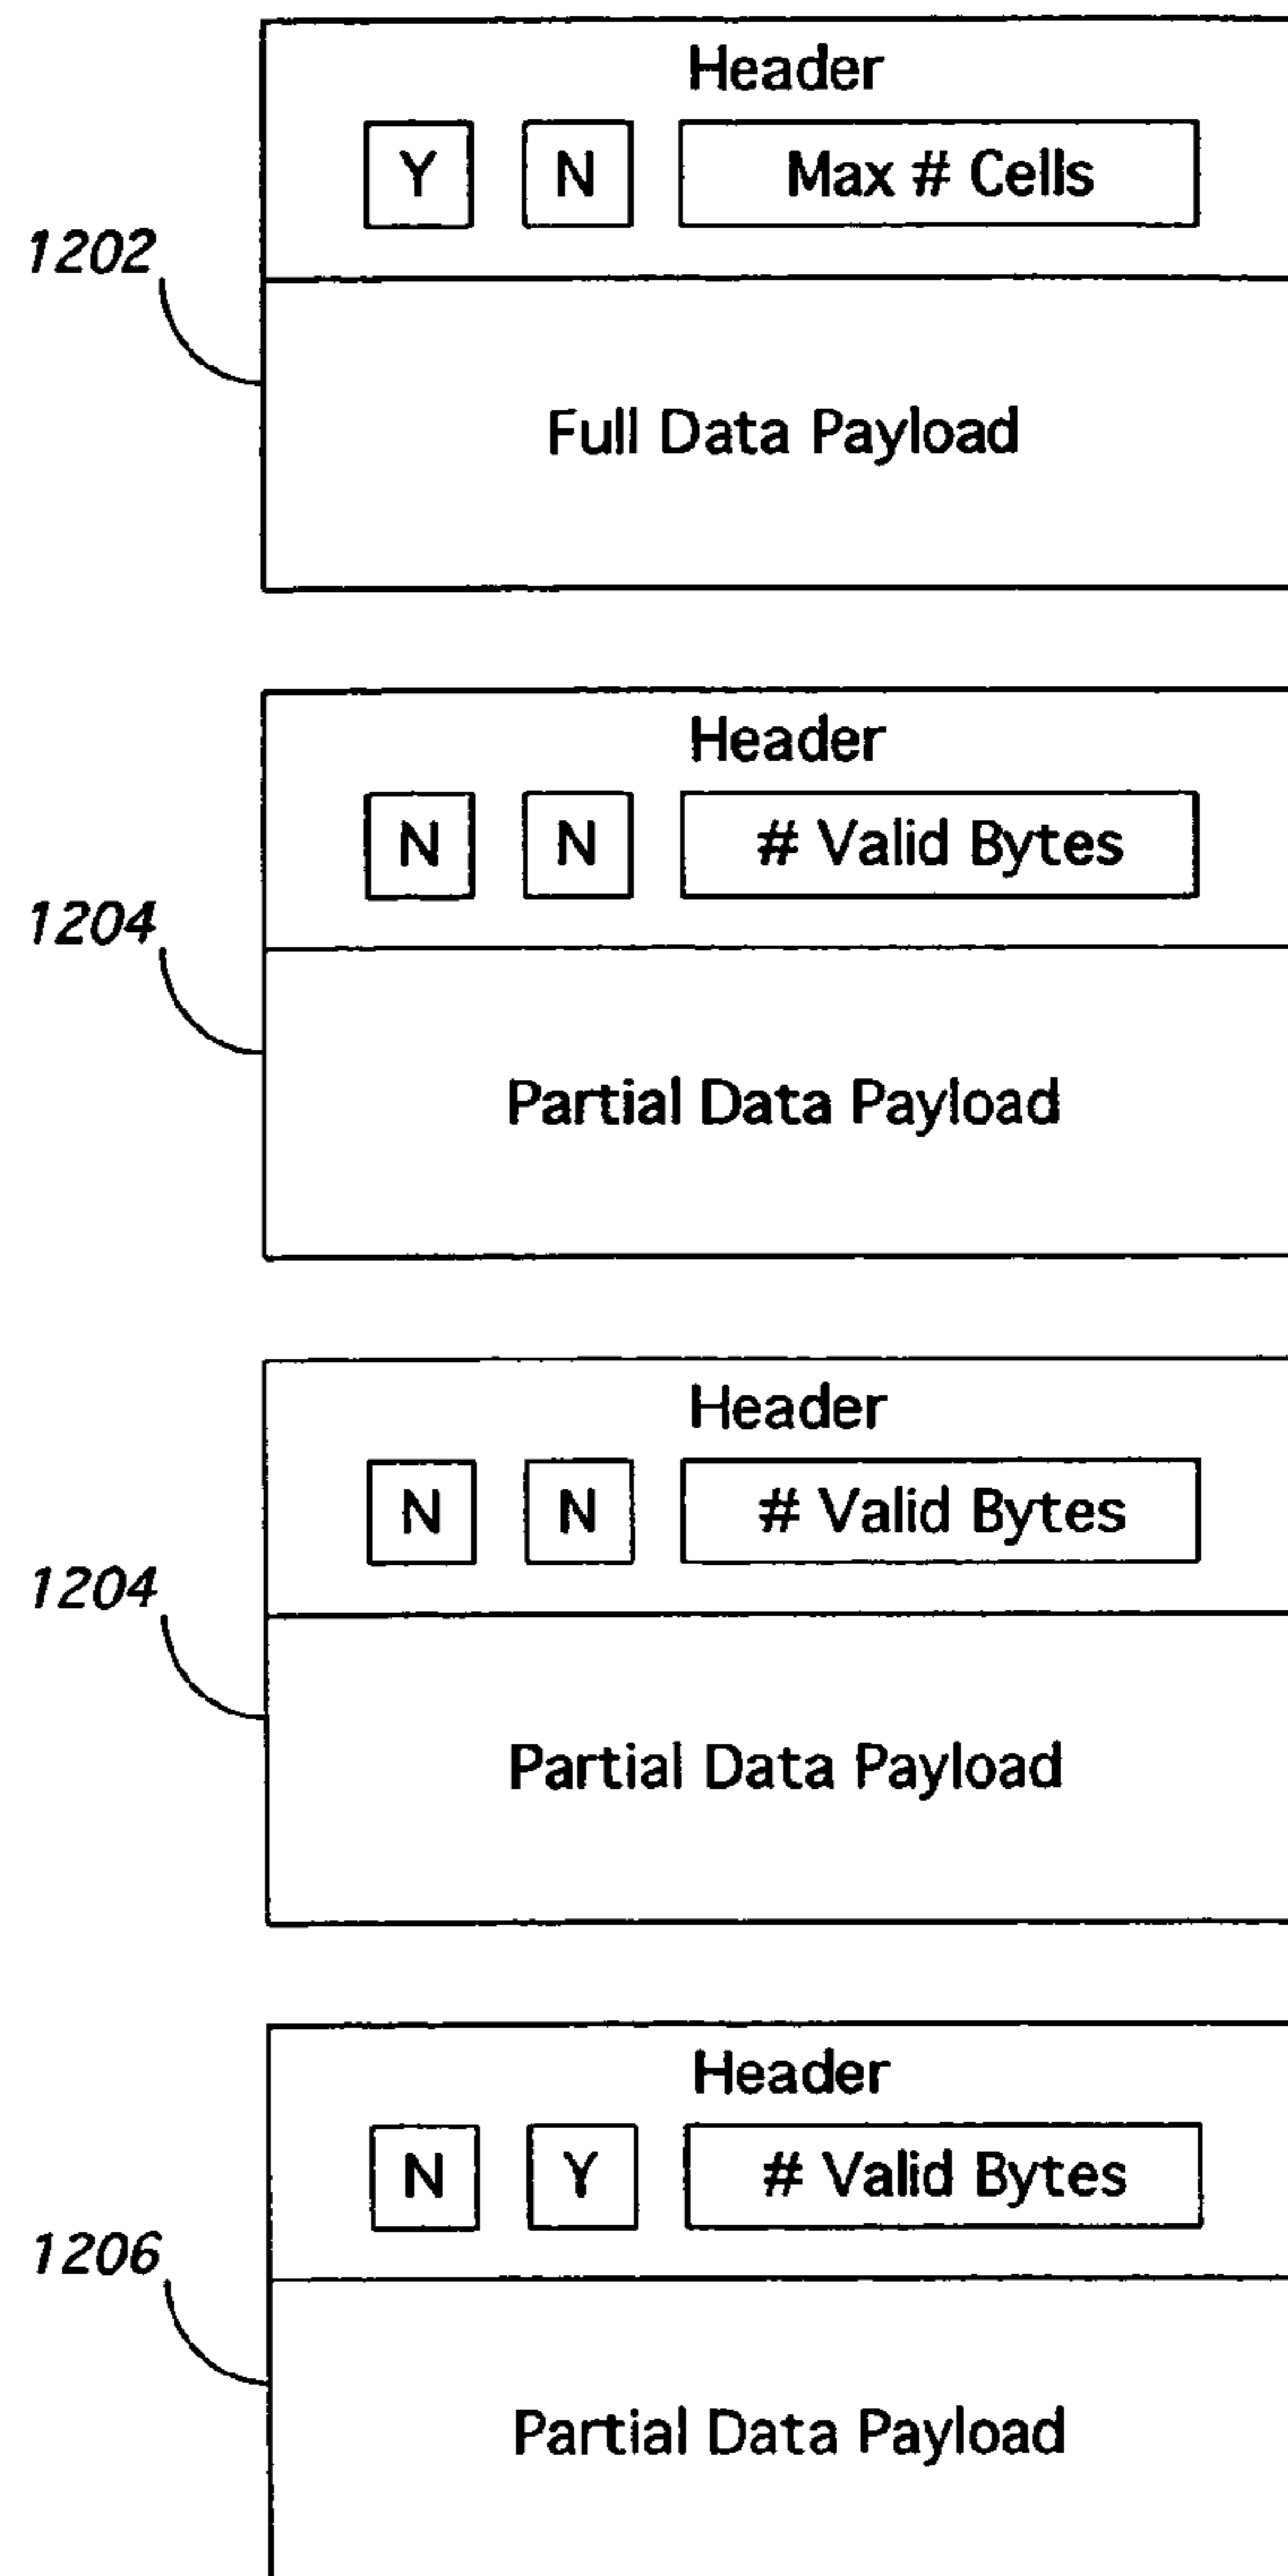 Header
Y N Max # Cells
1202
Full Data Payload
Header
N N # Valid Bytes
1204
Partial Data Payload
Header
N N # Valid Bytes
1204
Partial Data Payload
Header
N Y # Valid Bytes
1206
Partial Data Payload